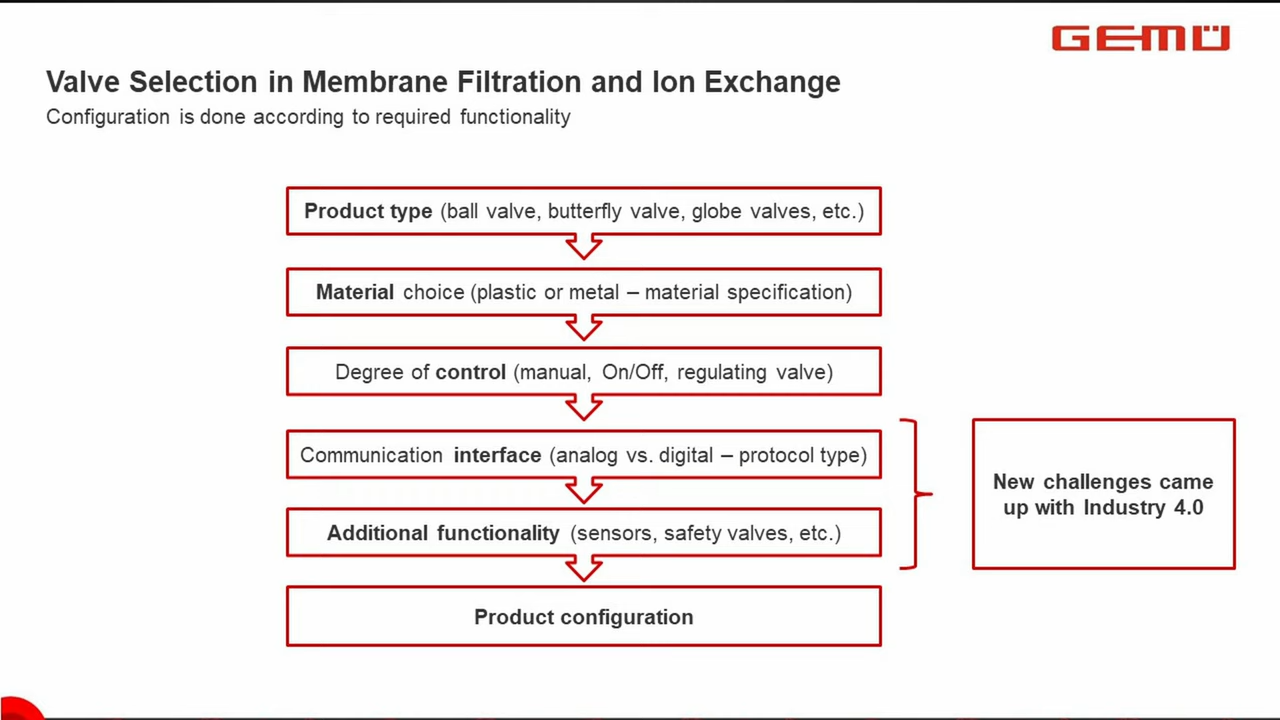 GEMÜ
Valve Selection in Membrane Filtration and Ion Exchange
Configuration is done according to required functionality
Product type (ball valve, butterfly valve, globe valves, etc.)
Material choice (plastic or metal – material specification)
Degree of control (manual, On/Off, regulating valve)
Communication interface (analog vs. digital – protocol type)
Additional functionality (sensors, safety valves, etc.)
Product configuration
New challenges came
up with Industry 4.0